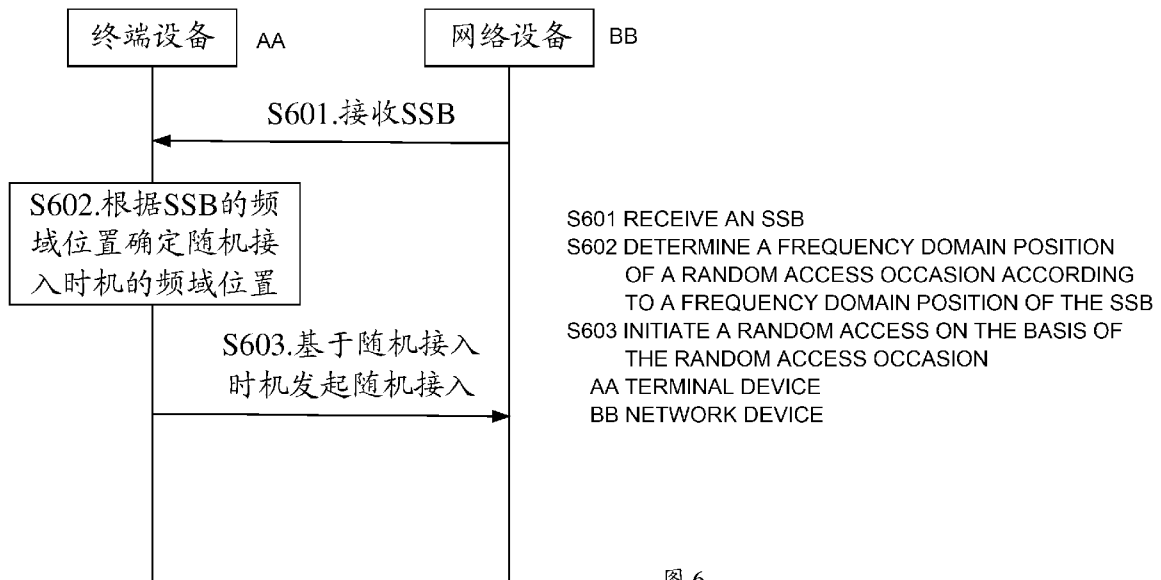 终端设备 AA
网络设备 BB
S601.接收SSB
S602.根据SSB的频
域位置确定随机接
入时机的频域位置
S603.基于随机接入
时机发起随机接入
S601 RECEIVE AN SSB
S602 DETERMINE A FREQUENCY DOMAIN POSITION
OF A RANDOM ACCESS OCCASION ACCORDING
TO A FREQUENCY DOMAIN POSITION OF THE SSB
S603 INITIATE A RANDOM ACCESS ON THE BASIS OF
THE RANDOM ACCESS OCCASION
AA TERMINAL DEVICE
BB NETWORK DEVICE
图 6